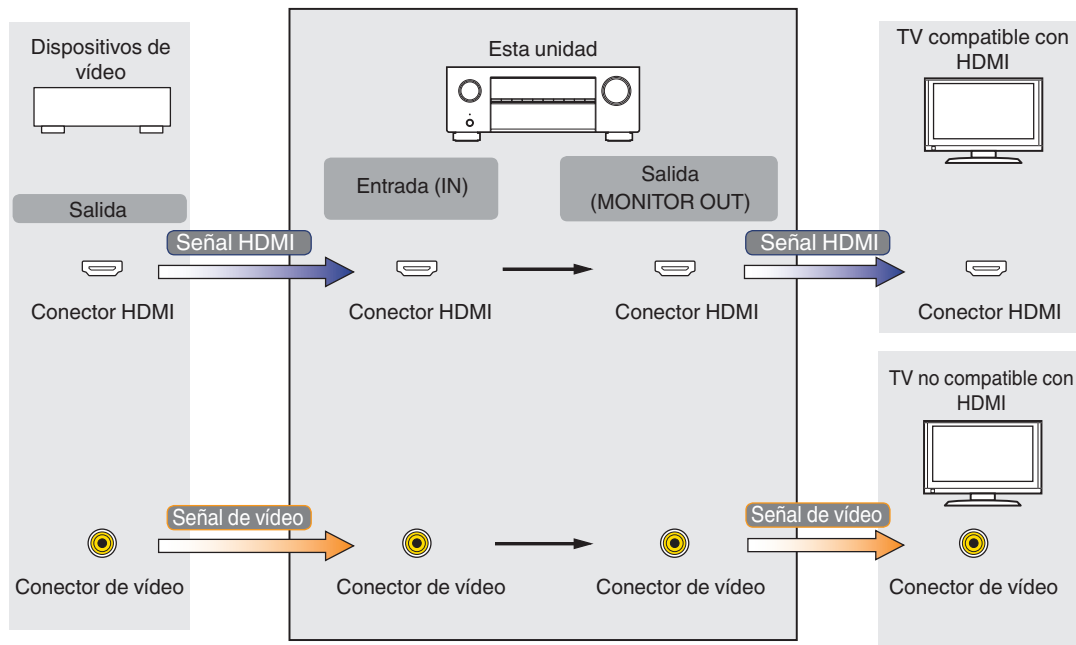 Dispositivos de
vídeo
Salida
Conector HDMI
Conector de vídeo
Señal HDMI
Señal de vídeo
Esta unidad
Entrada (IN)
Salida
(MONITOR OUT)
Conector HDMI
Conector HDMI
Conector de vídeo
Conector de vídeo
Señal HDMI
Señal de vídeo
TV compatible con
HDMI
Conector HDMI
TV no compatible con
HDMI
Conector de vídeo